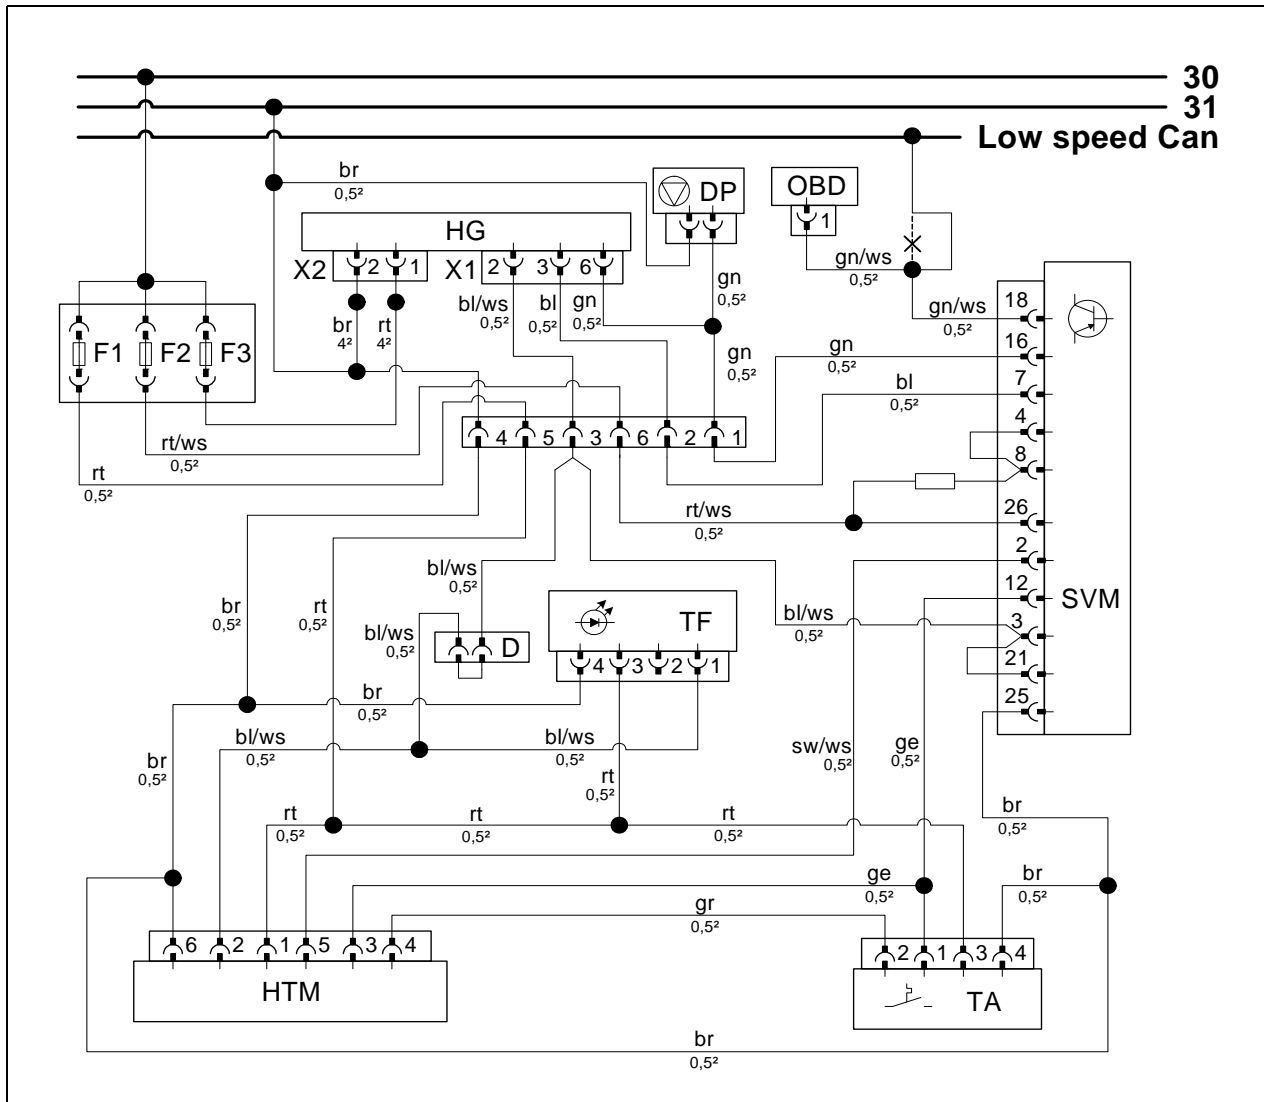 30
31
Low speed Can
br
0,5²
DP
OBD
1
HG
X2
2
1
X1
2
3
6
gn/ws
0,5²
gn
0,5²
bl/ws
0,5²
bl
0,5²
gn
0,5²
br
4²
rt
4²
F1
F2
F3
gn/ws
0,5²
18
16
7
4
8
26
2
12
3
21
25
SVM
gn
0,5²
gn
0,5²
bl
0,5²
rt/ws
0,5²
rt
0,5²
4
5
3
6
2
1
rt/ws
0,5²
bl/ws
0,5²
br
0,5²
rt
0,5²
bl/ws
0,5²
D
TF
4
3
2
1
bl/ws
0,5²
br
0,5²
bl/ws
0,5²
bl/ws
0,5²
br
0,5²
rt
0,5²
sw/ws
0,5²
ge
0,5²
rt
0,5²
rt
0,5²
rt
0,5²
br
0,5²
ge
0,5²
br
0,5²
gr
0,5²
6
2
1
5
3
4
HTM
2
1
3
4
TA
br
0,5²